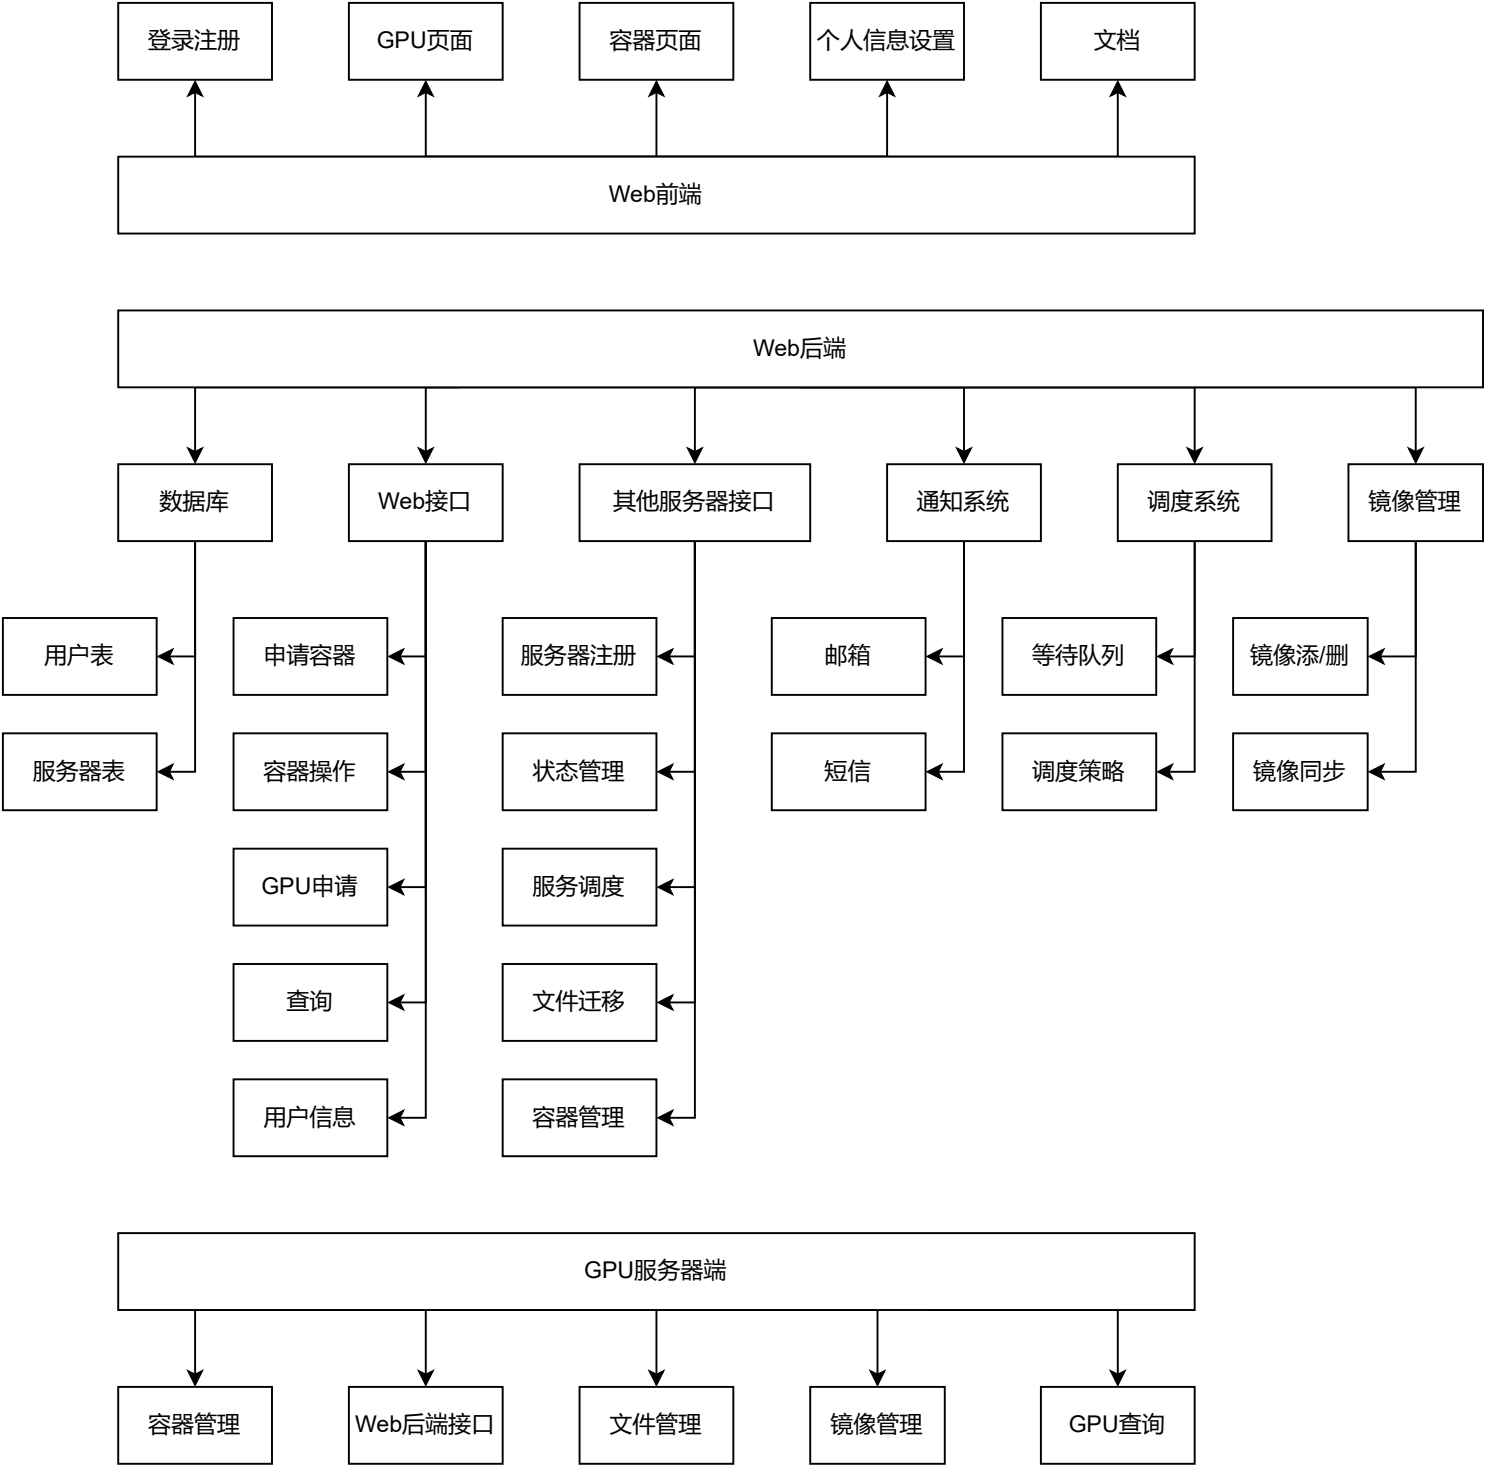 登录注册
GPU页面
容器页面
个人信息设置
文档
Web前端
Web后端
数据库
Web接口
其他服务器接口
通知系统
调度系统
镜像管理
用户表
申请容器
服务器注册
邮箱
等待队列
镜像添/删
服务器表
容器操作
状态管理
短信
调度策略
镜像同步
GPU申请
服务调度
查询
文件迁移
用户信息
容器管理
GPU服务器端
容器管理
Web后端接口
文件管理
镜像管理
GPU查询